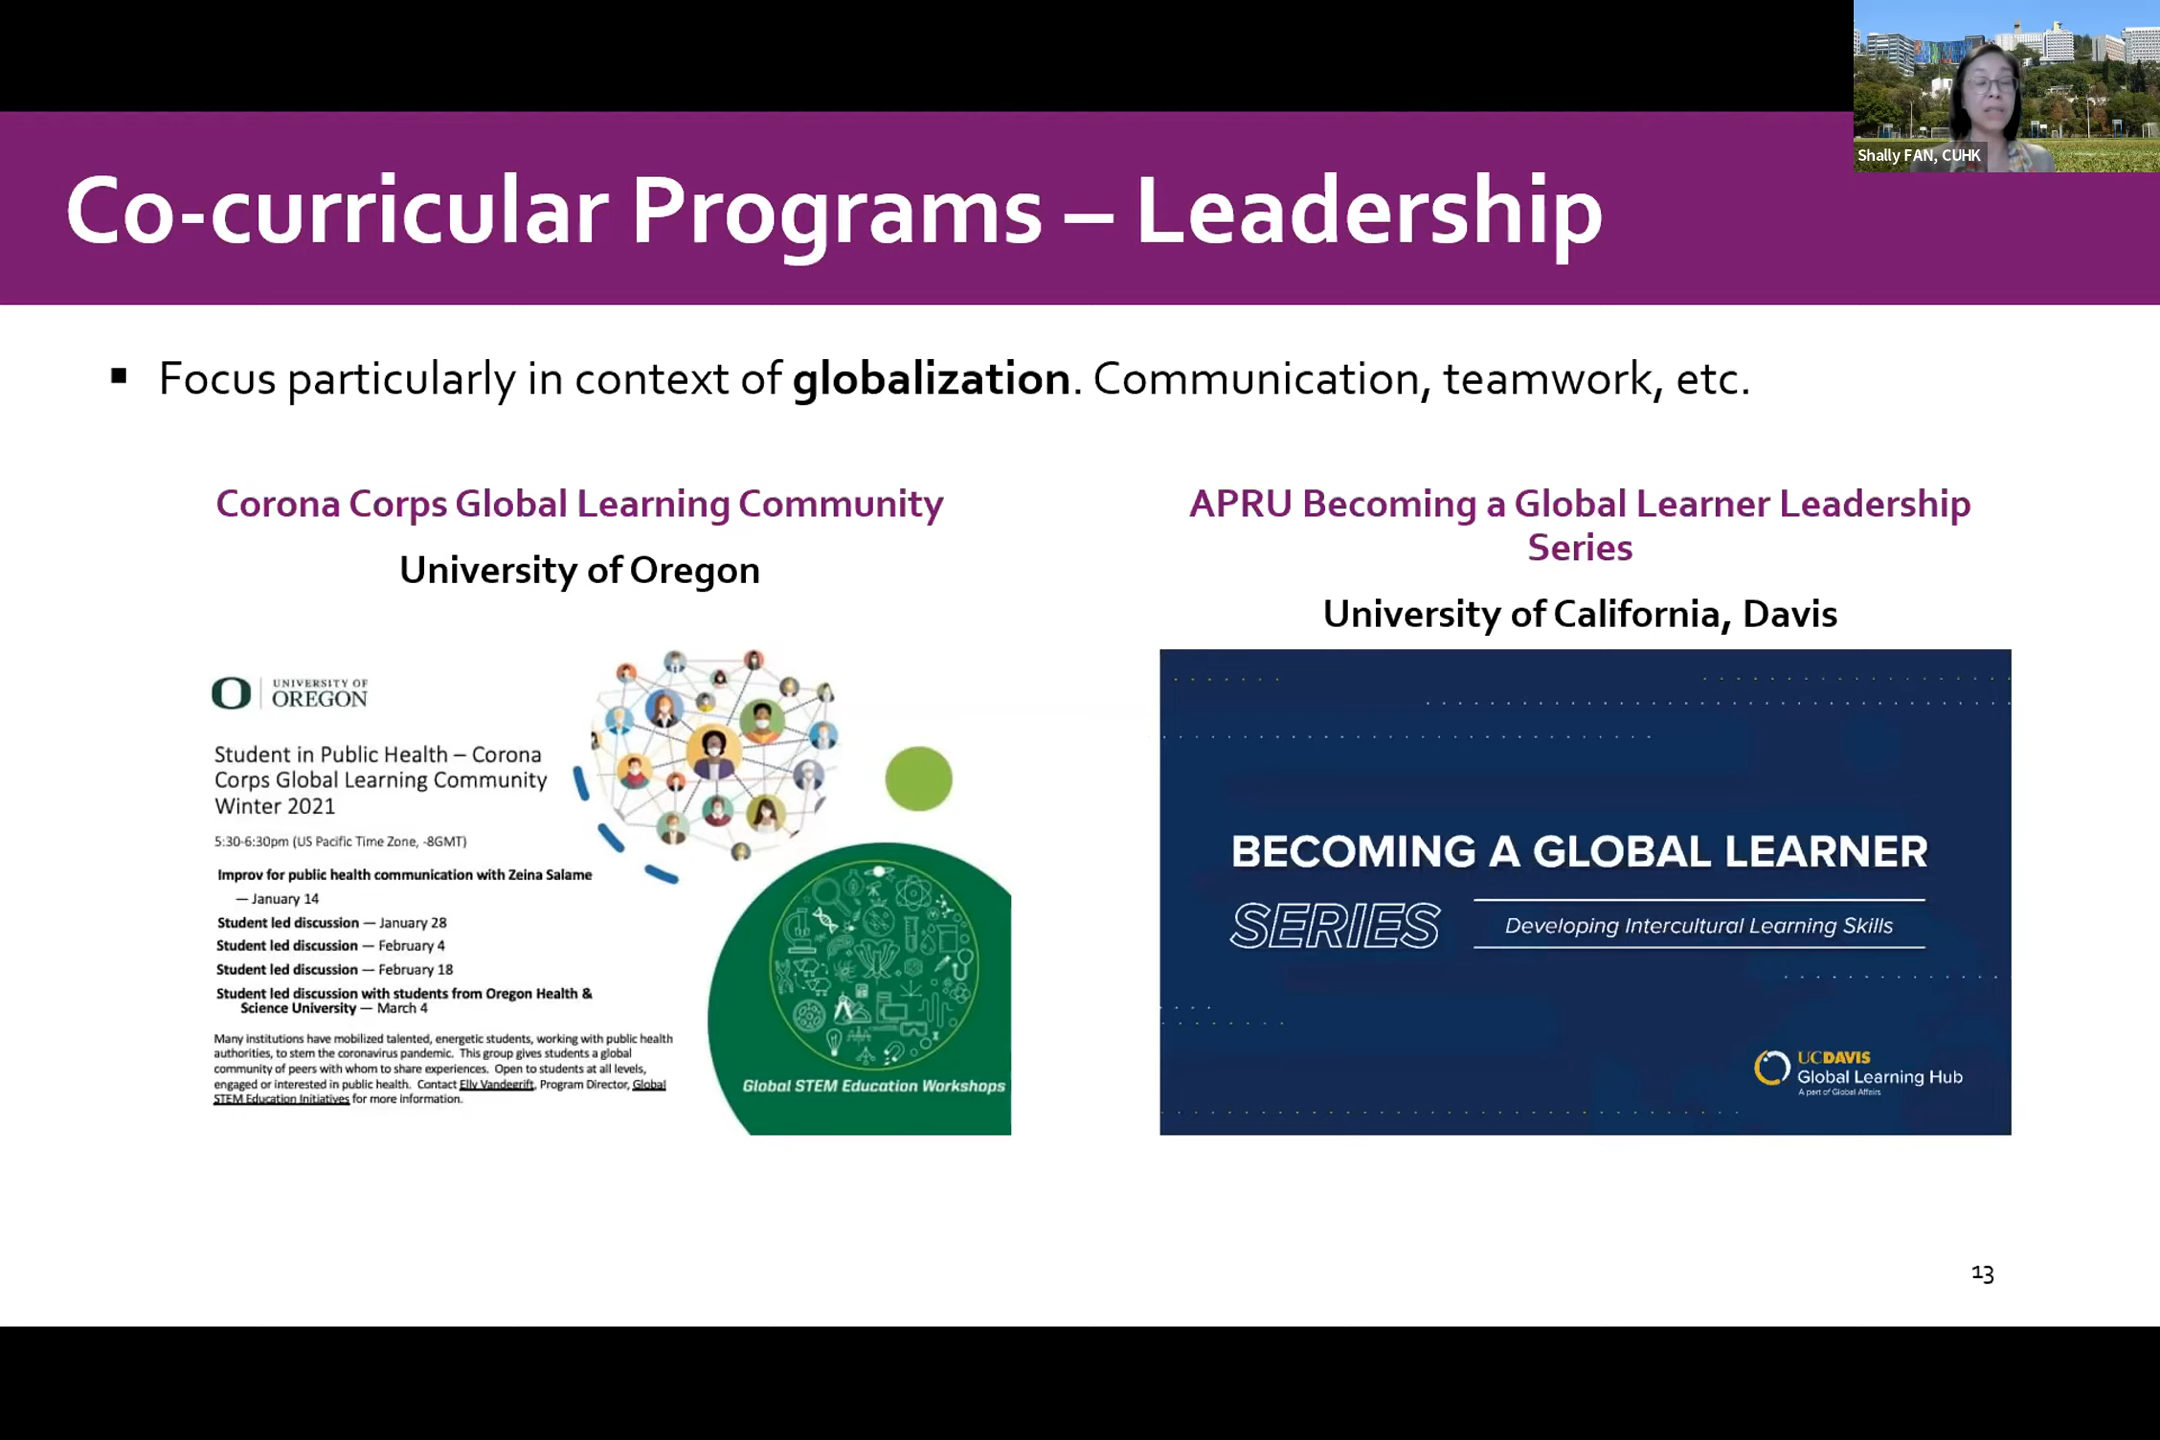 Shally FAN, CUHK
Co-curricular Programs – Leadership
▪ Focus particularly in context of globalization. Communication, teamwork, etc.
Corona Corps Global Learning Community
University of Oregon
UNIVERSITY OF
OREGON
Student in Public Health – Corona
Corps Global Learning Community
Winter 2021
5:30-6:30pm (US Pacific Time Zone, -8GMT)
Improv for public health communication with Zeina Salame
— January 14
Student led discussion — January 28
Student led discussion — February 4
Student led discussion — February 18
Student led discussion with students from Oregon Health &
Science University — March 4
Many institutions have mobilized talented, energetic students, working with public health
authorities, to stem the coronavirus pandemic. This group gives students a global
community of peers with whom to share experiences. Open to students at all levels,
engaged or interested in public health. Contact Elly Vandegrift, Program Director, Global
STEM Education Initiatives for more information.
Global STEM Education Workshops
APRU Becoming a Global Learner Leadership
Series
University of California, Davis
BECOMING A GLOBAL LEARNER
SERIES
Developing Intercultural Learning Skills
UCDAVIS
Global Learning Hub
A part of Global Affairs
13